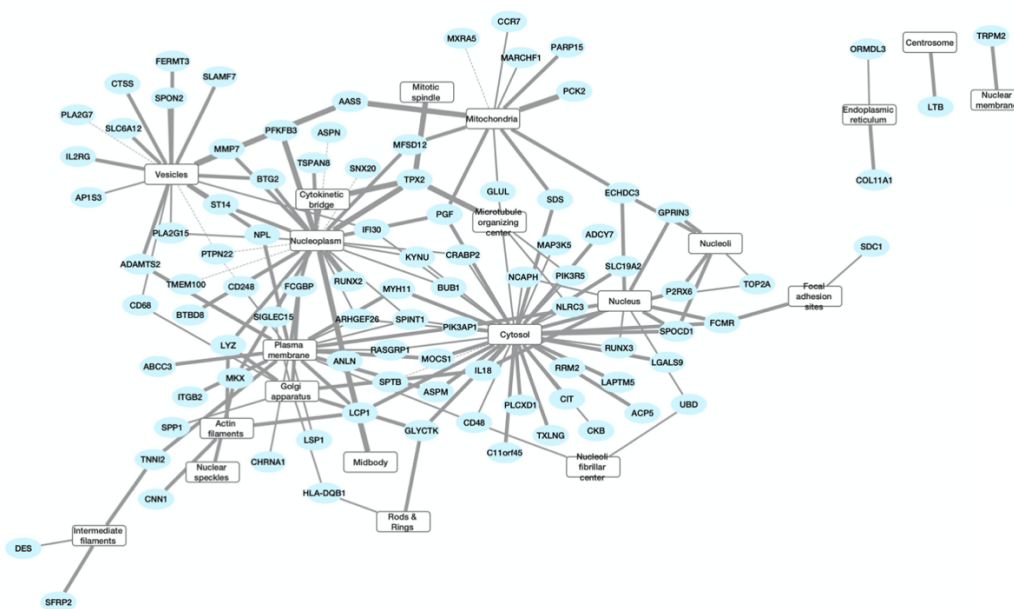 CCR7
MXRA5
PARP15
MARCHF1
ORMDL3
Centrosome
TRPM2
FERMT3
SLAMF7
CTSS
SPON2
Mitotic
spindle
PCK2
AASS
Nuclear
membrane
LTB
PLA2G7
SLC6A12
PFKFB3
ASPN
Mitochondria
Endoplasmic
reticulum
MMP7
MFSD12
IL2RG
Vesicles
TSPAN8
SNX20
BTG2
TPX2
COL11A1
AP1S3
Cytokinetic
bridge
GLUL
SDS
ECHDC3
ST14
PGF
Microtubule
organizing
center
GPRIN3
PLA2G15
NPL
Nucleoplasm
IFI30
ADCY7
MAP3K5
Nucleoli
SDC1
PTPN22
KYNU
CRABP2
ADAMTS2
SLC19A2
TMEM100
CD248
FCGBP
RUNX2
MYH11
BUB1
NCAPH
PIK3R5
P2RX6
TOP2A
Focal
adhesion
sites
CD68
BTBD8
SIGLEC15
ARHGEF26
SPINT1
PIK3AP1
NLRC3
Nucleus
Cytosol
SPOCD1
FCMR
LYZ
Plasma
membrane
RASGRP1
MOCS1
RUNX3
ABCC3
ANLN
IL18
RRM2
LGALS9
MKX
SPTB
ASPM
LAPTM5
ITGB2
Golgi
apparatus
PLCXD1
CIT
ACP5
UBD
SPP1
Actin
filaments
LCP1
GLYCTK
CD48
TXLNG
CKB
LSP1
C11orf45
TNNI2
Nuclear
speckles
CHRNA1
Midbody
Nucleoli
fibrillar
center
CNN1
HLA-DQB1
Rods &
Rings
Intermediate
filaments
DES
SFRP2